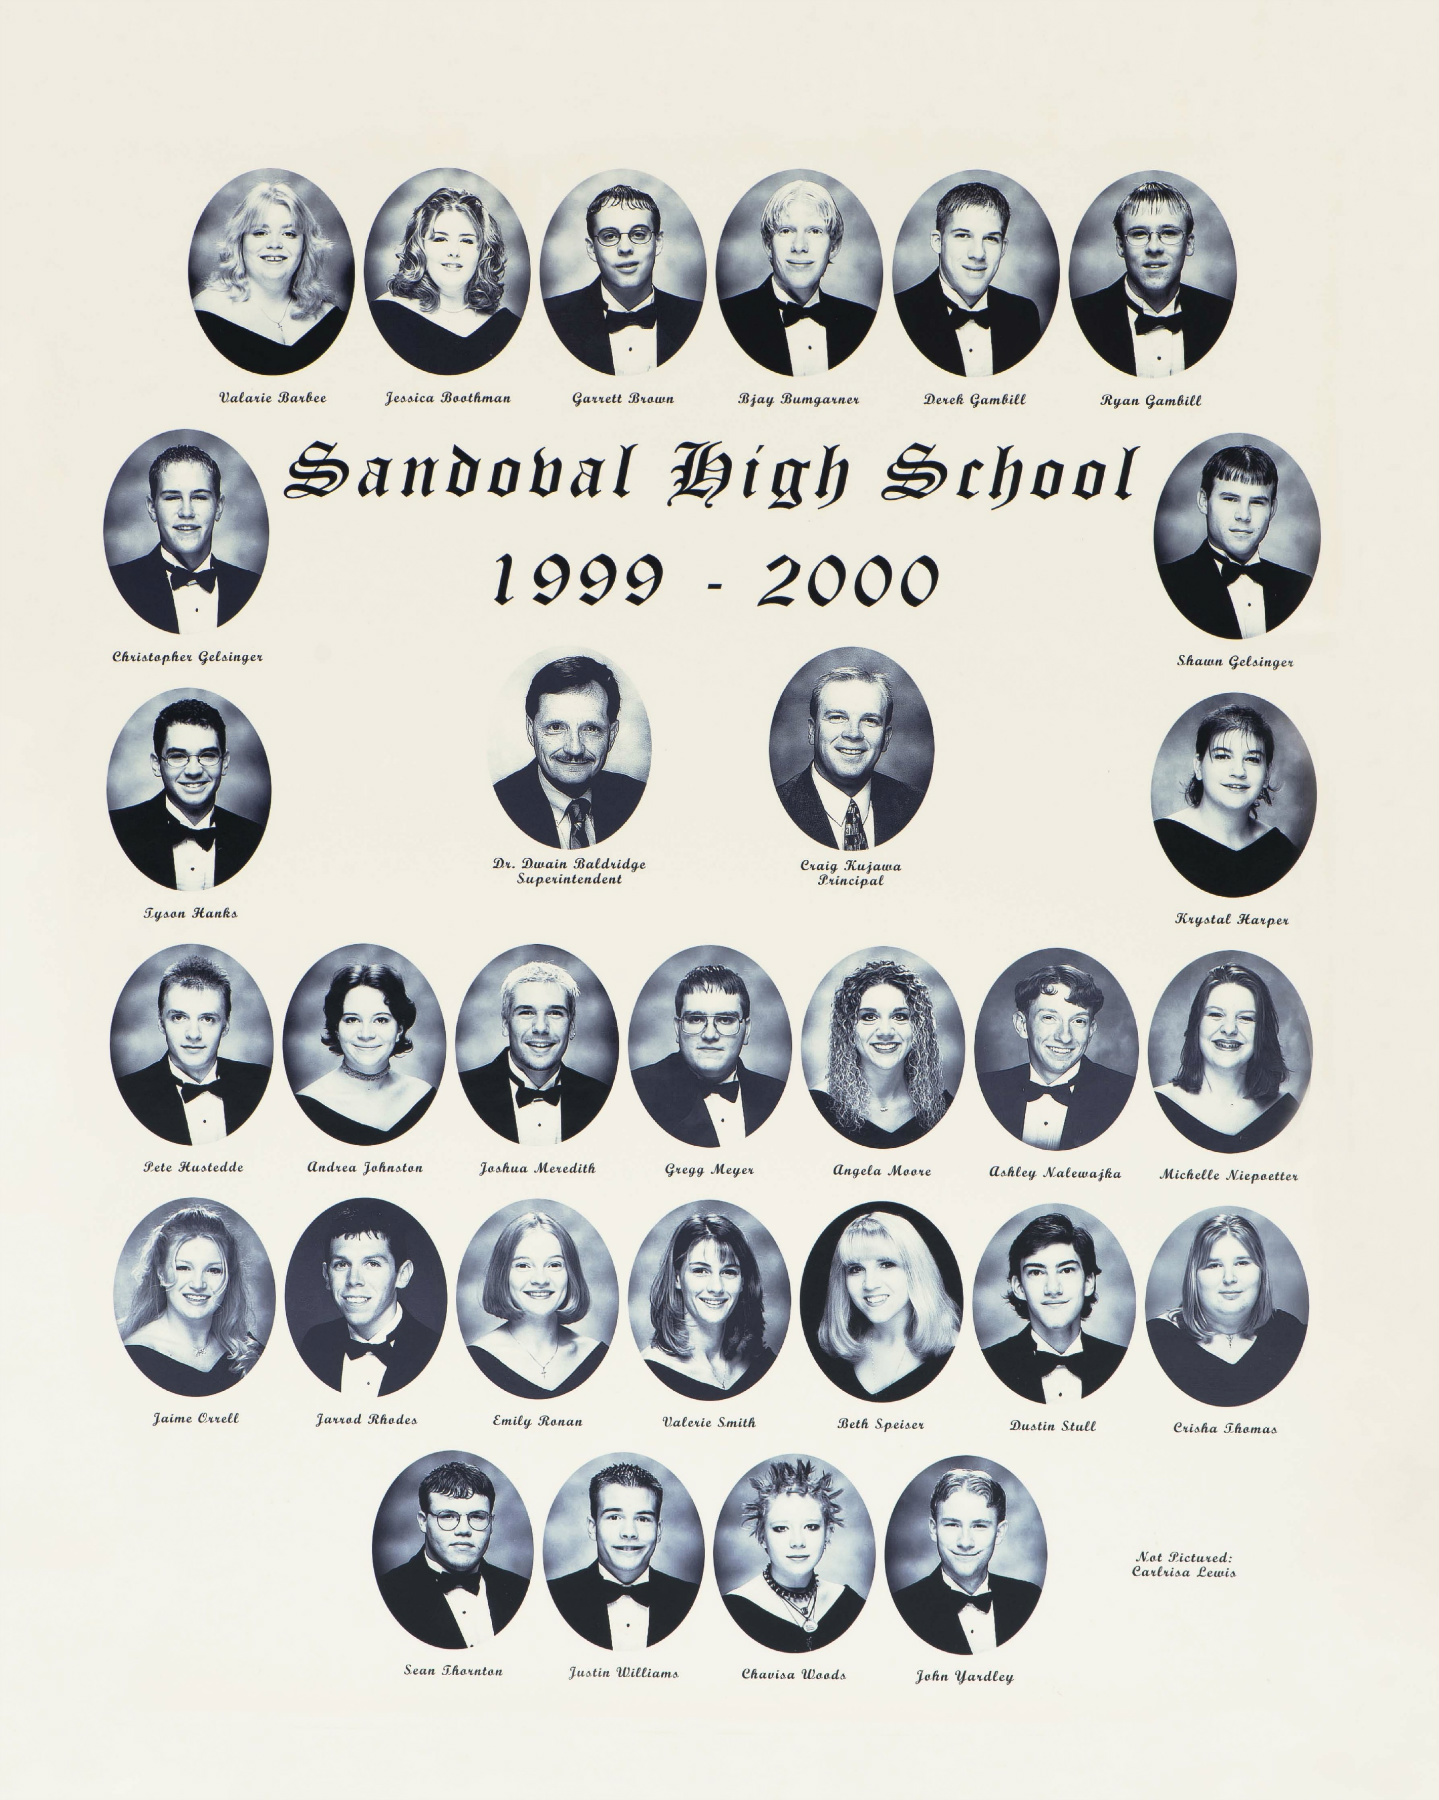 Valarie Barbee
Jessica Boothman
Garrett Brown
Bjay Bumgarner
Derek Gambill
Ryan Gambill
Sandoval High School
1999 - 2000
Christopher Gelsinger
Shawn Gelsinger
Dr. Dwain Baldridge
Superintendent
Craig Kujawa
Principal
Tyson Hanks
Krystal Harper
Pete Hustedde
Andrea Johnston
Joshua Meredith
Gregg Meyer
Angela Moore
Ashley Nalewajka
Michelle Niepoetter
Jaime Orrell
Jarrod Rhodes
Emily Ronan
Valerie Smith
Beth Speiser
Dustin Stull
Crisha Thomas
Not Pictured:
Carlrisa Lewis
Sean Thornton
Justin Williams
Chavisa Woods
John Yardley